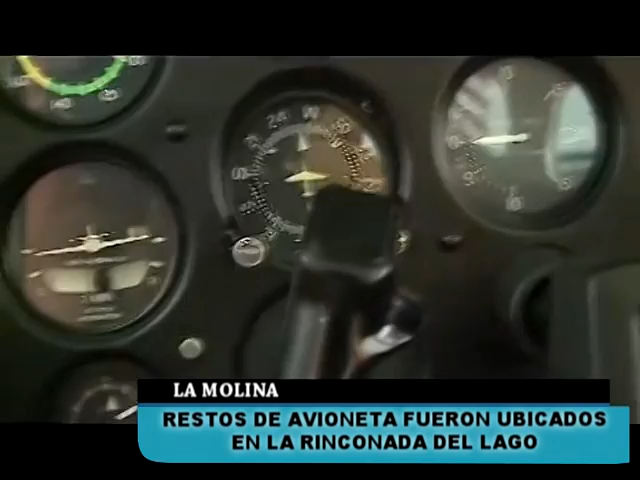 LA MOLINA
RESTOS DE AVIONETA FUERON UBICADOS
EN LA RINCONADA DEL LAGO